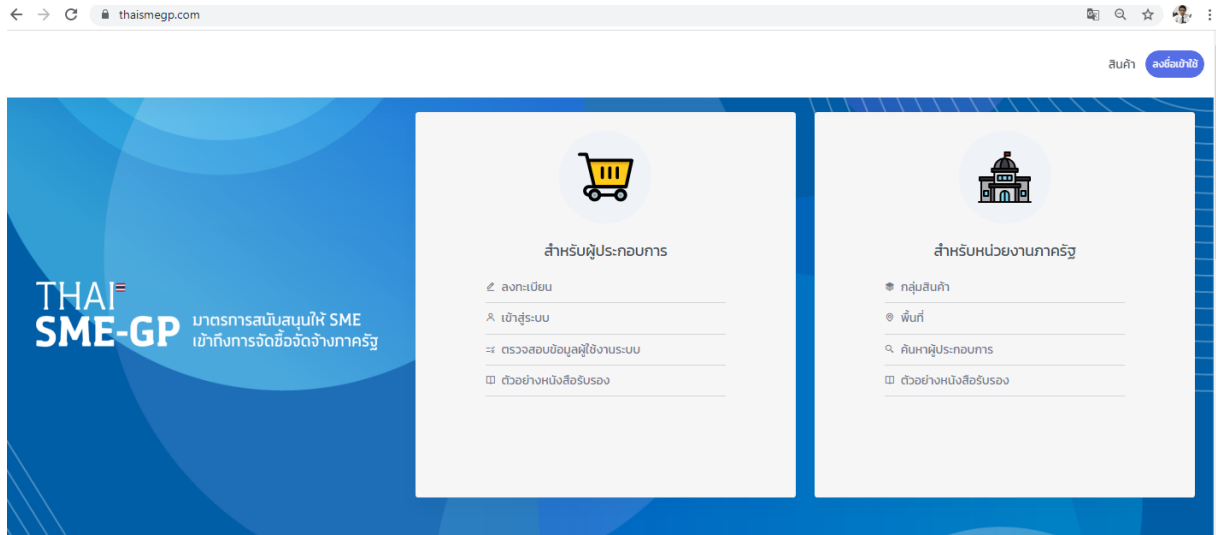 thaismegp.com
สินค้า
ลงชื่อเข้าใช้
THAI
SME-GP
มาตรการสนับสนุนให้ SME
เข้าถึงการจัดซื้อจัดจ้างภาครัฐ
สำหรับผู้ประกอบการ
ลงทะเบียน
เข้าสู่ระบบ
ตรวจสอบข้อมูลผู้ใช้งานระบบ
ตัวอย่างหนังสือรับรอง
สำหรับหน่วยงานภาครัฐ
กลุ่มสินค้า
พื้นที่
ค้นหาผู้ประกอบการ
ตัวอย่างหนังสือรับรอง